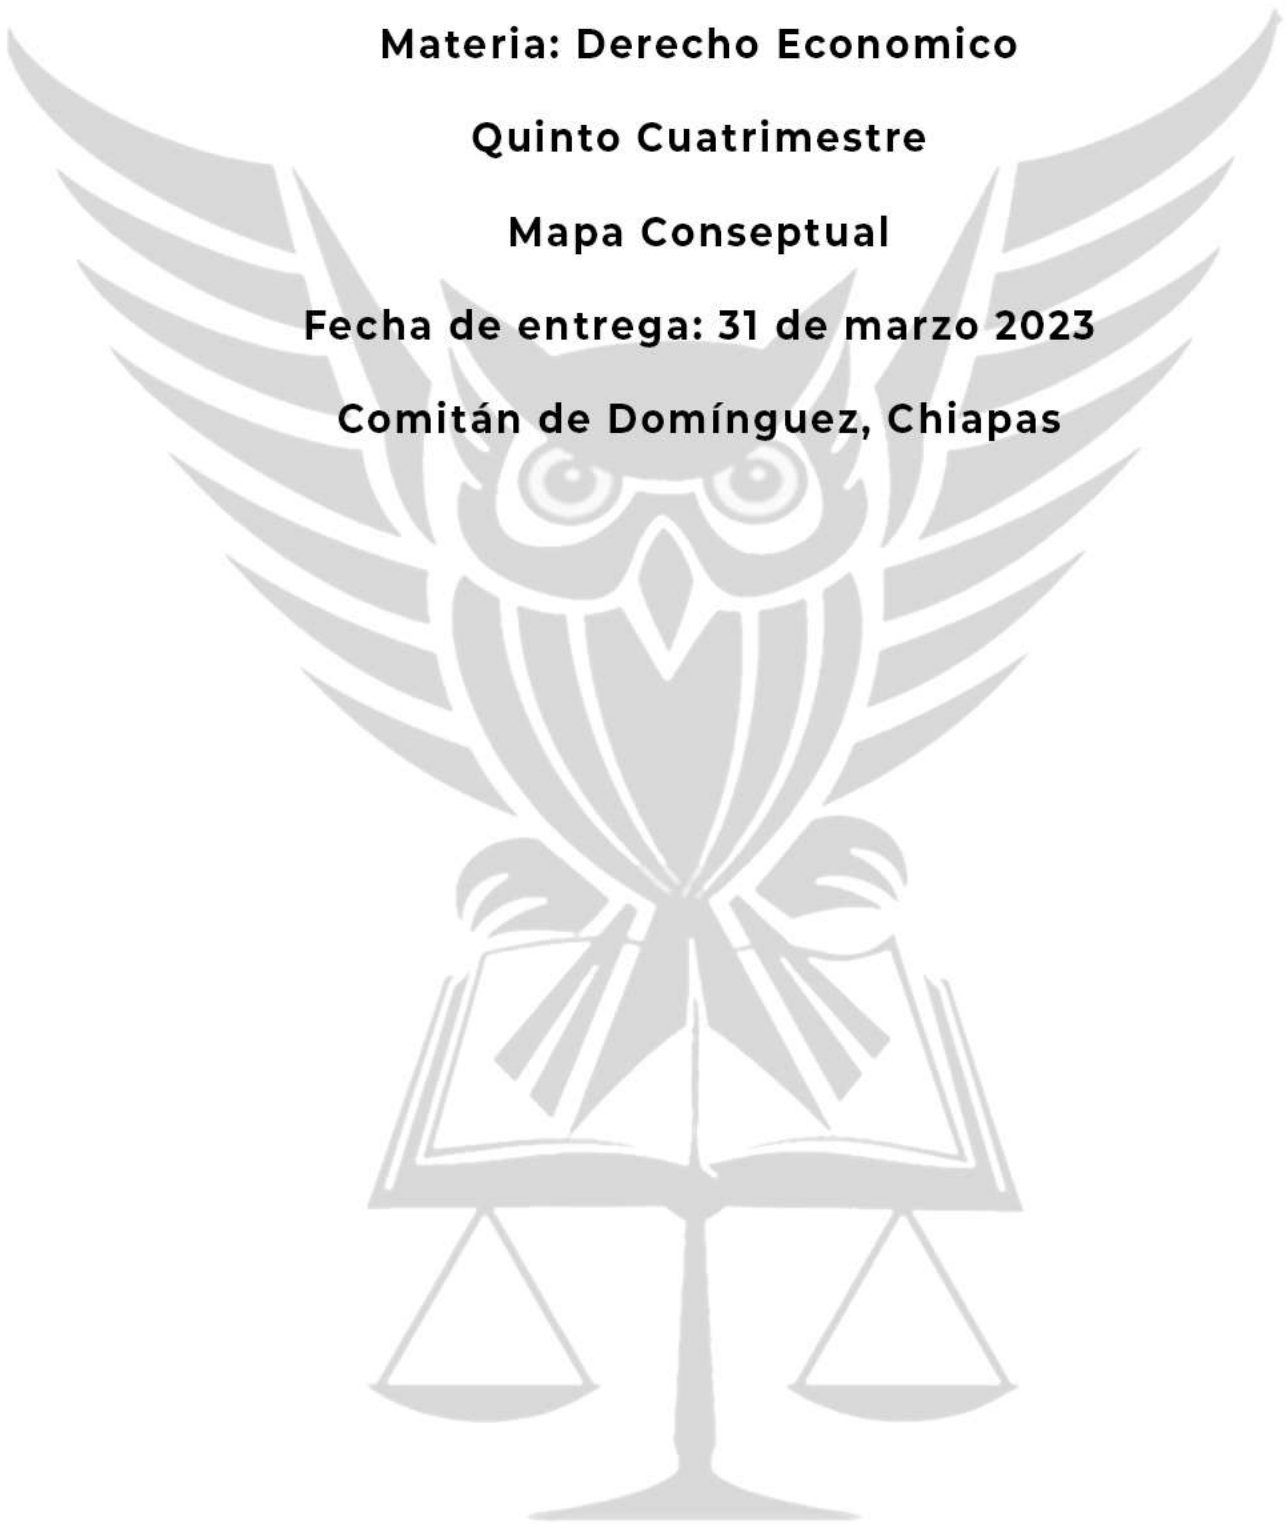 Materia: Derecho Economico
Quinto Cuatrimestre
Mapa Conseptual
Fecha de entrega: 31 de marzo 2023
Comitán de Domínguez, Chiapas